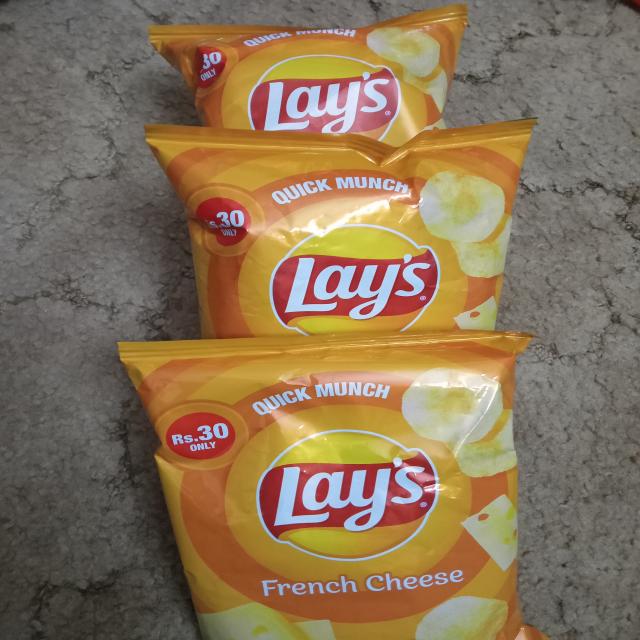 QUICK MUNCH
30
ONLY
Lay's
QUICK MUNCH
Rs.30
ONLY
Lay's
QUICK MUNCH
Rs.30
ONLY
Lay's
French Cheese